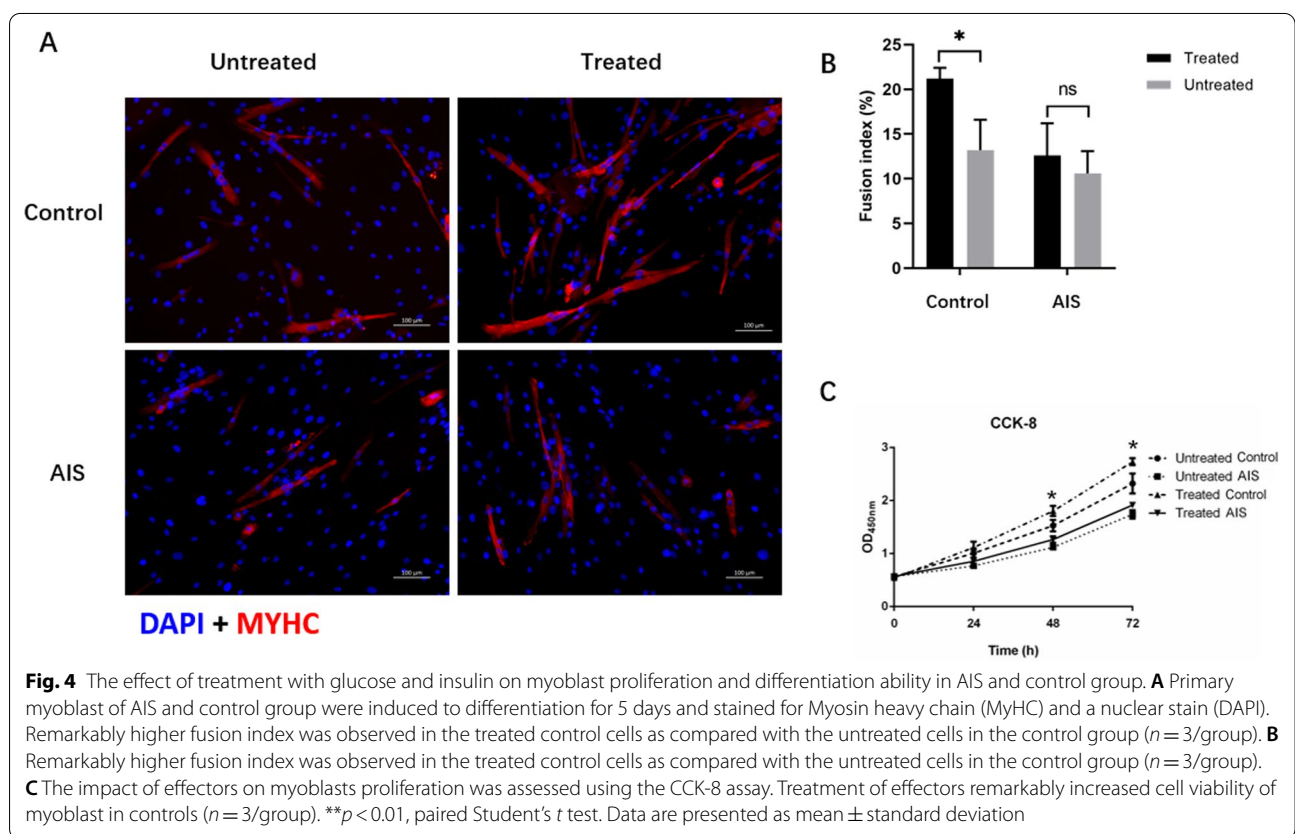 A
Untreated
Treated
Control
100 μm
100 μm
AIS
100 μm
100 μm
DAPI + MYHC
B
25
20
15
10
5
0
Fusion index (%)
*
ns
Control
AIS
Treated
Untreated
C
CCK-8
3
2
1
0
OD450nm
*
*
0
24
48
72
Time (h)
Untreated Control
Untreated AIS
Treated Control
Treated AIS
Fig. 4 The effect of treatment with glucose and insulin on myoblast proliferation and differentiation ability in AIS and control group. A Primary
myoblast of AIS and control group were induced to differentiation for 5 days and stained for Myosin heavy chain (MyHC) and a nuclear stain (DAPI).
Remarkably higher fusion index was observed in the treated control cells as compared with the untreated cells in the control group (n = 3/group). B
Remarkably higher fusion index was observed in the treated control cells as compared with the untreated cells in the control group (n = 3/group).
C The impact of effectors on myoblasts proliferation was assessed using the CCK-8 assay. Treatment of effectors remarkably increased cell viability of
myoblast in controls (n = 3/group). **p < 0.01, paired Student's t test. Data are presented as mean ± standard deviation